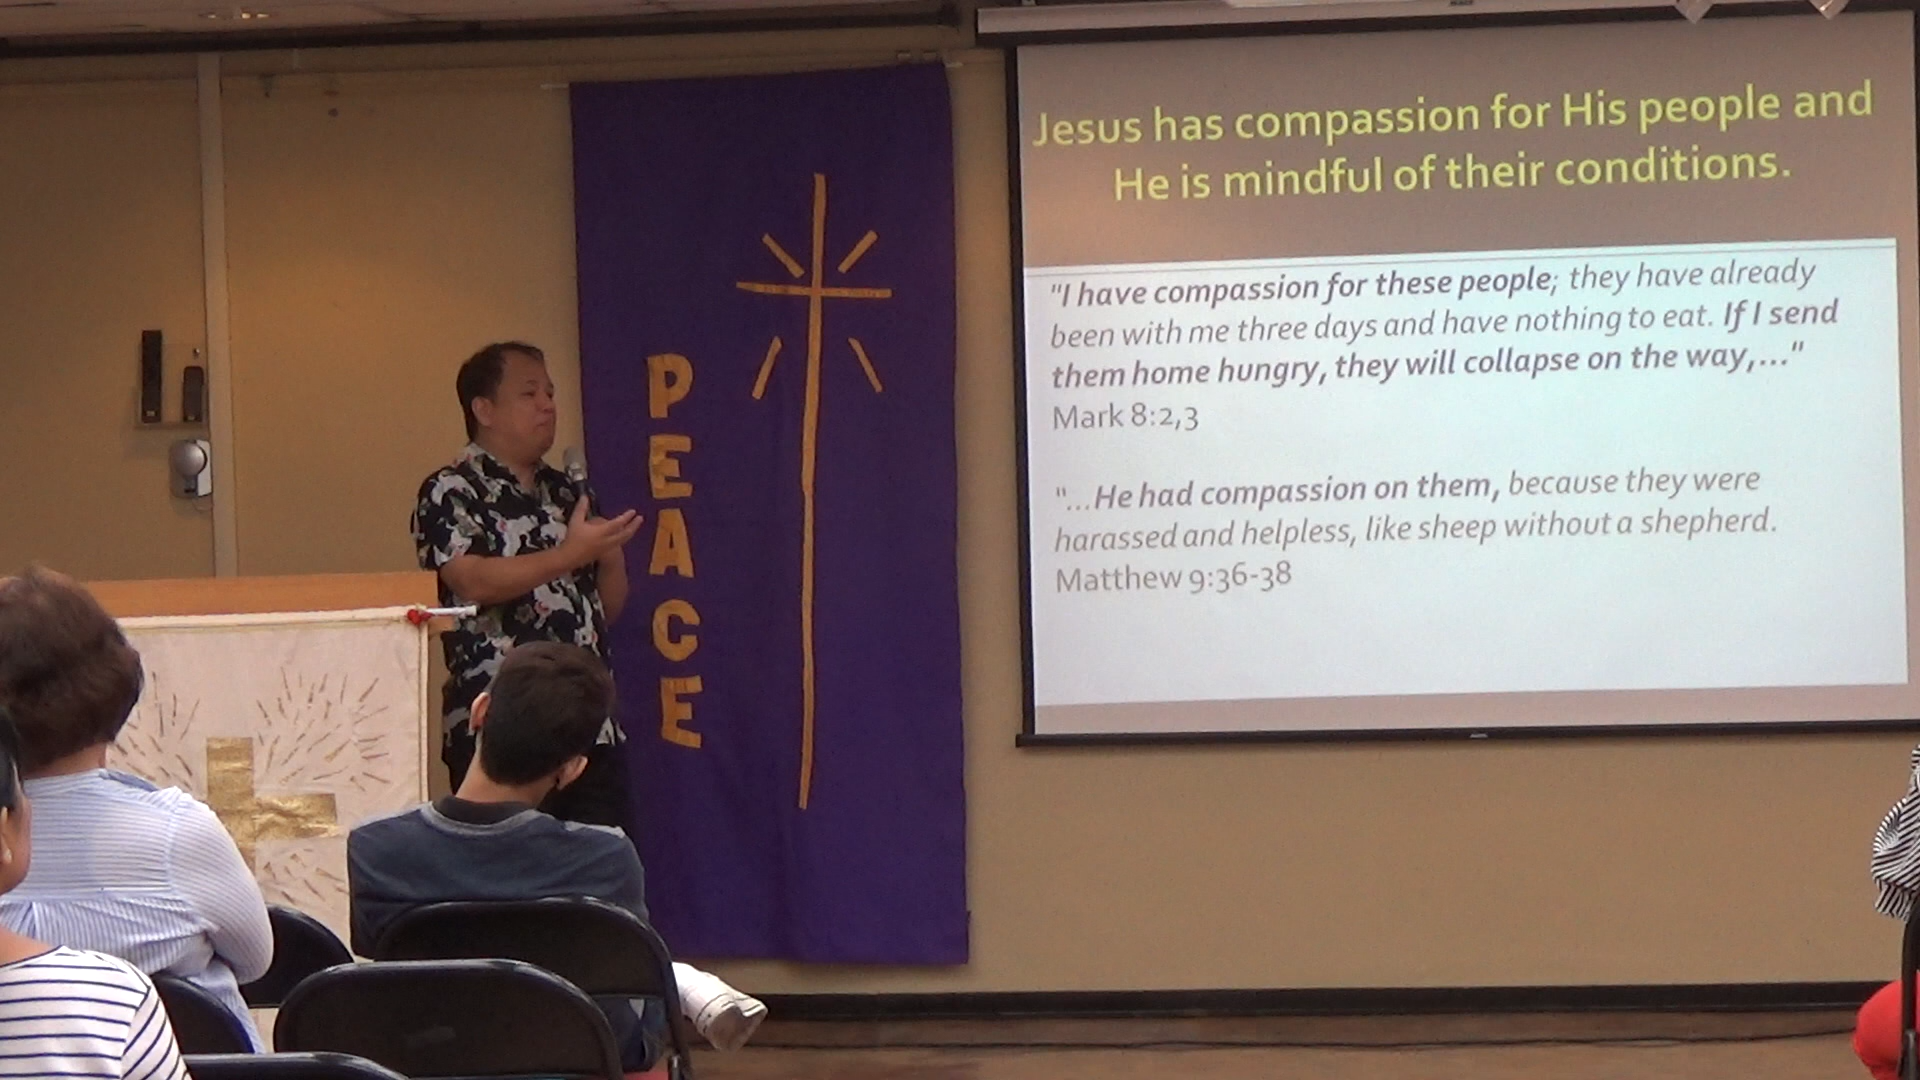 PEACE
Jesus has compassion for His people and
He is mindful of their conditions.
"I have compassion for these people; they have already
been with me three days and have nothing to eat. If I send
them home hungry, they will collapse on the way,..."
Mark 8:2,3
"...He had compassion on them, because they were
harassed and helpless, like sheep without a shepherd.
Matthew 9:36-38